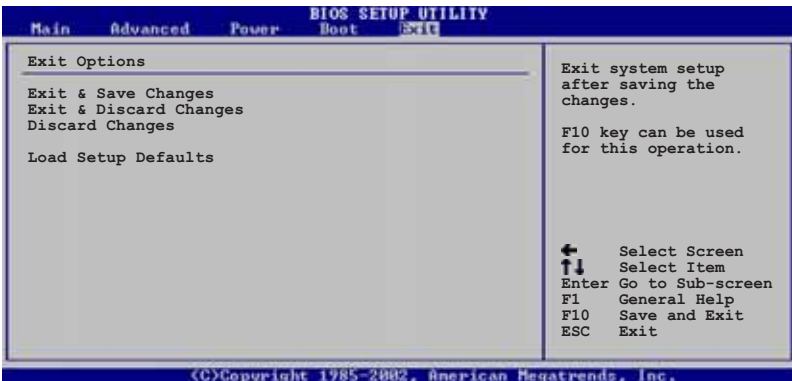 BIOS SETUP UTILITY
Main Advanced Power Boot Exit
Exit Options
Exit & Save Changes
Exit & Discard Changes
Discard Changes
Load Setup Defaults
Exit system setup
after saving the
changes.
F10 key can be used
for this operation.
← Select Screen
↑↓ Select Item
Enter Go to Sub-screen
F1 General Help
F10 Save and Exit
ESC Exit
(C)Copyright 1985-2002, American Megatrends, Inc.